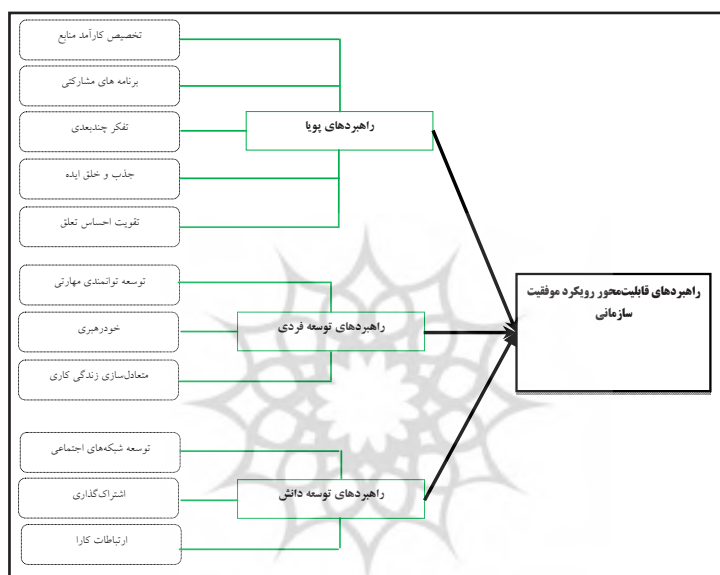 تخصیص کارآمد منابع
برنامه های مشارکتی
تفکر چندبعدی
جذب و خلق ایده
تقویت احساس تعلق
راهبردهای پویا
توسعه توانمندی مهارتی
خودرهبری
متعادل‌سازی زندگی کاری
راهبردهای توسعه فردی
توسعه شبکه‌های اجتماعی
اشتراک‌گذاری
ارتباطات کارا
راهبردهای توسعه دانش
راهبردهای قابلیت‌محور رویکرد موفقیت
سازمانی